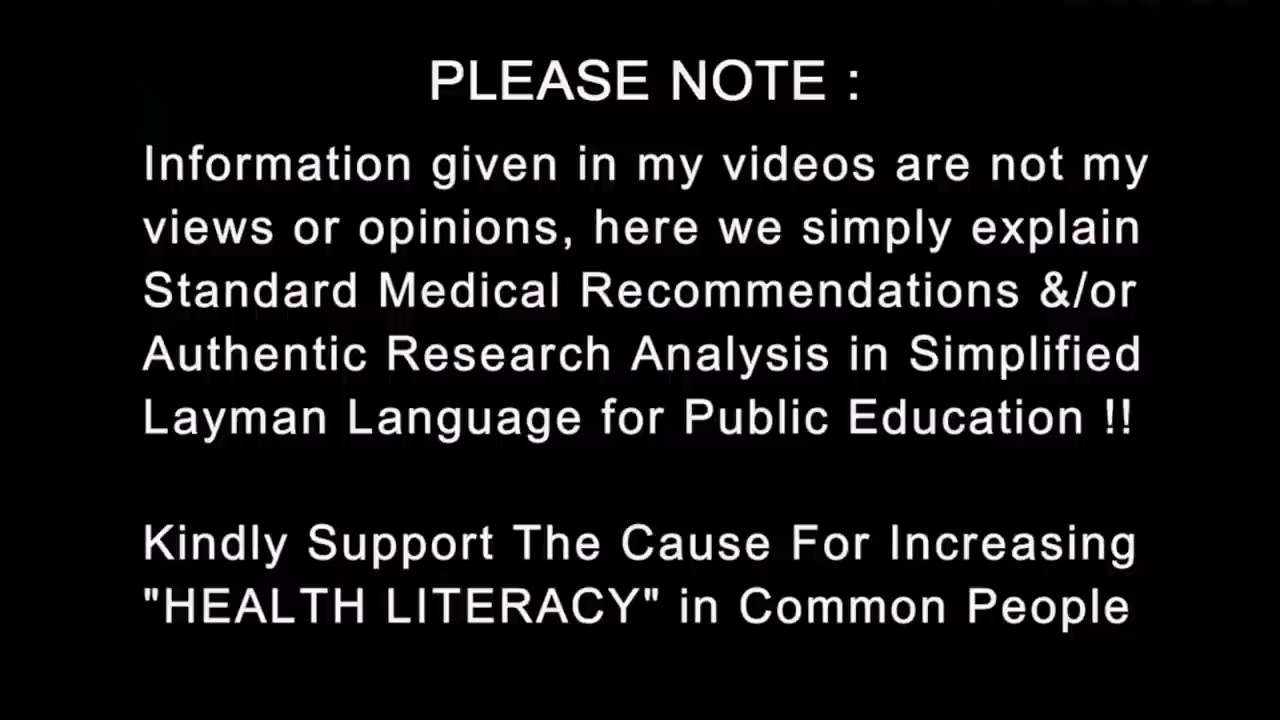 PLEASE NOTE :
Information given in my videos are not my
views or opinions, here we simply explain
Standard Medical Recommendations &/or
Authentic Research Analysis in Simplified
Layman Language for Public Education !!
Kindly Support The Cause For Increasing
"HEALTH LITERACY" in Common People